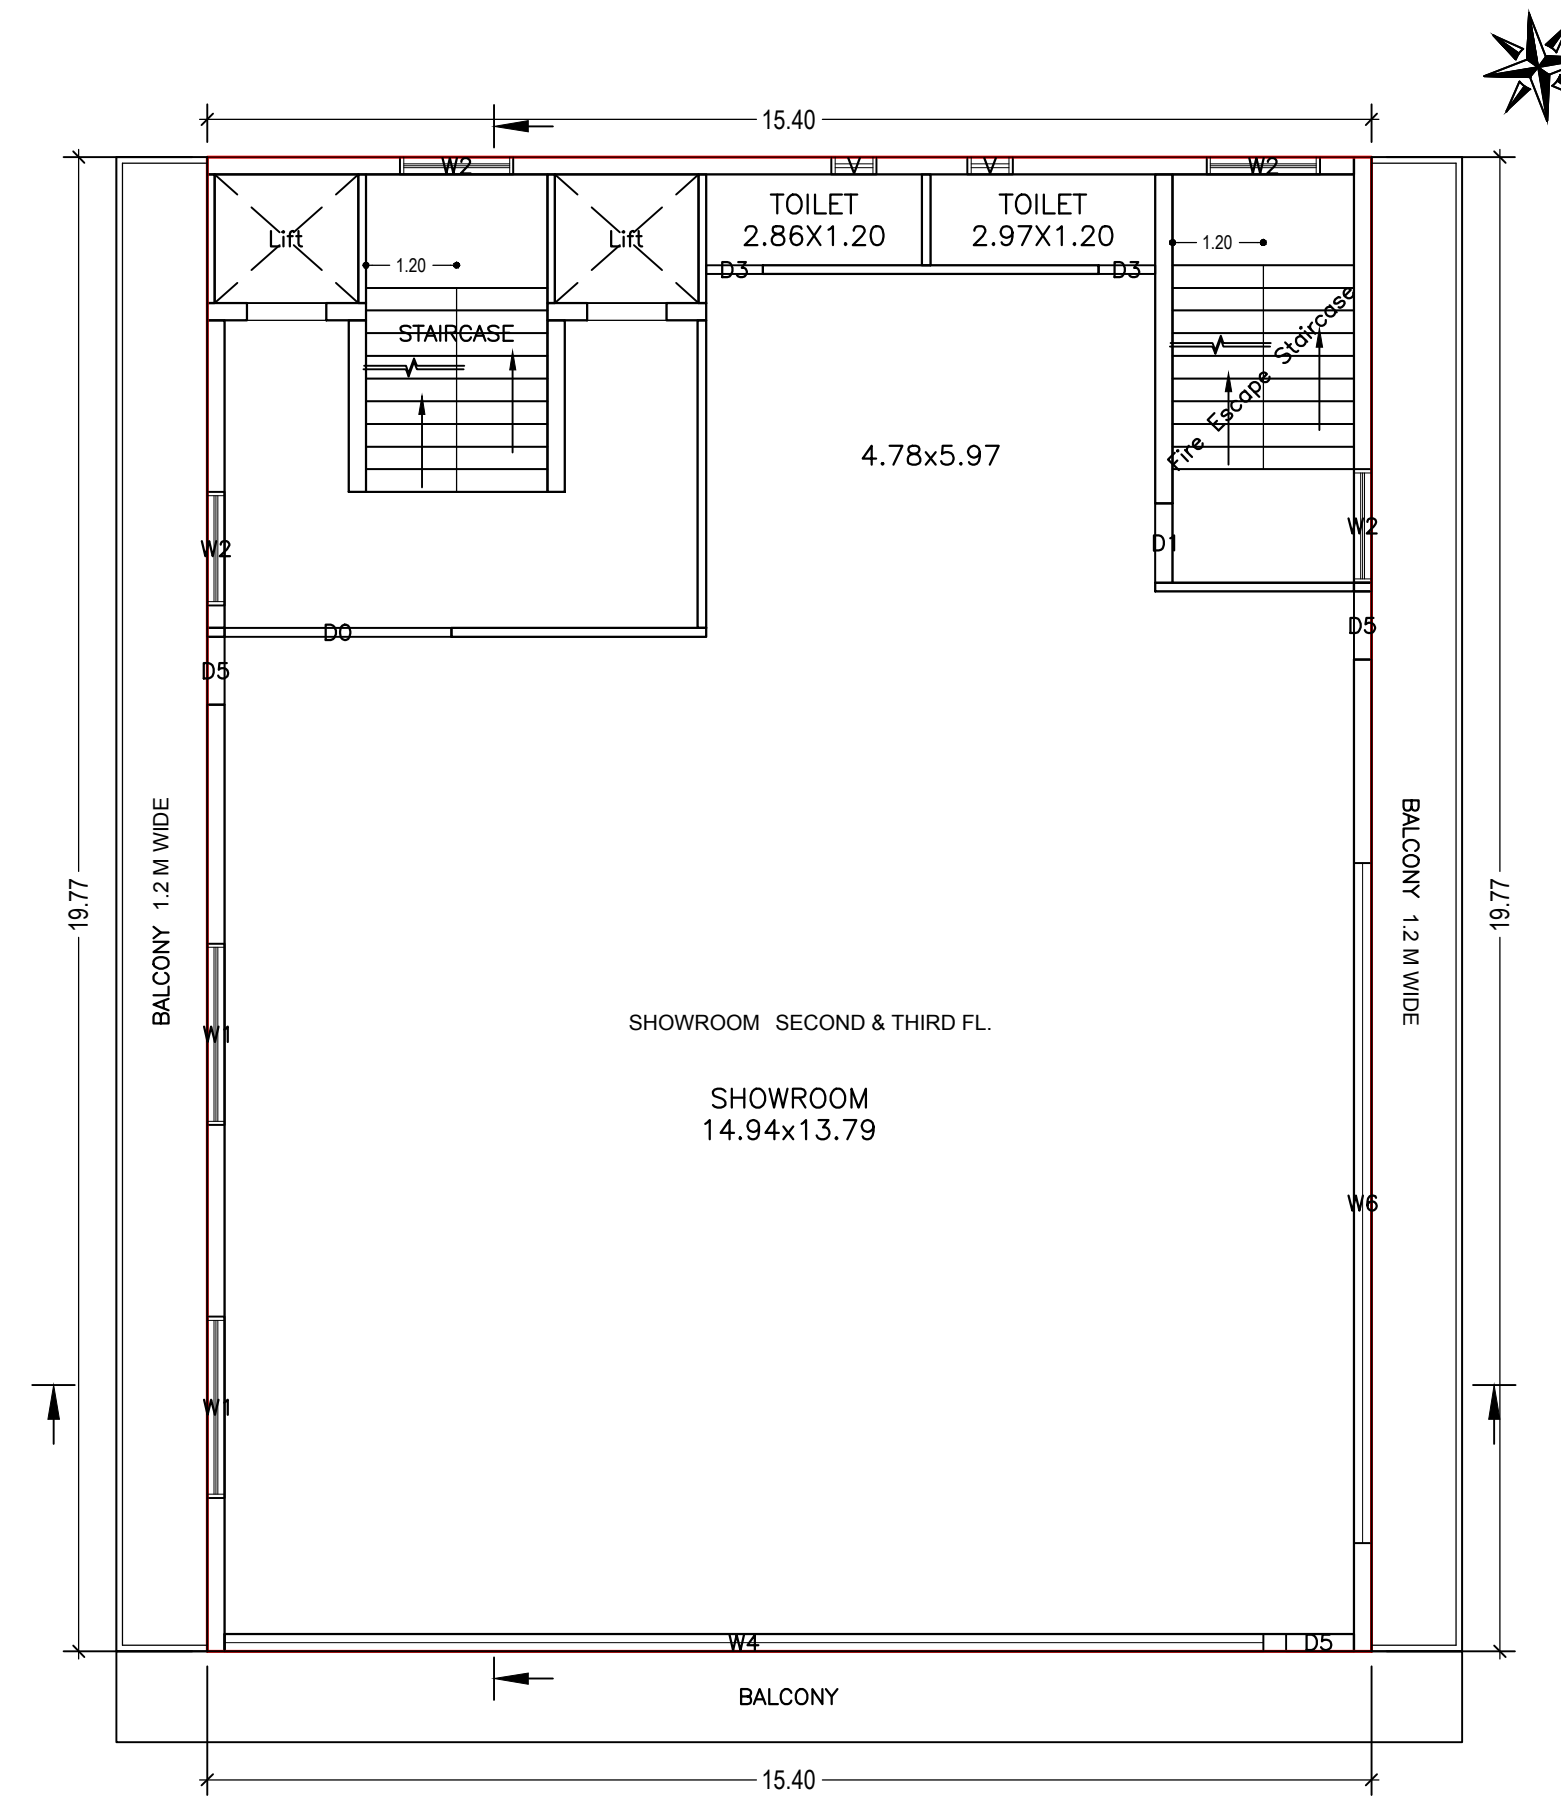 15.40
W2
V
V
W2
TOILET
2.86X1.20
TOILET
2.97X1.20
Lift
Lift
1.20
1.20
D3
D3
STAIRCASE
Fire Escape Staircase
4.78x5.97
W2
D1
W2
D0
D5
D5
BALCONY 1.2 M WIDE
BALCONY 1.2 M WIDE
19.77
19.77
SHOWROOM SECOND & THIRD FL.
W1
SHOWROOM
14.94x13.79
W6
W1
W4
D5
BALCONY
15.40